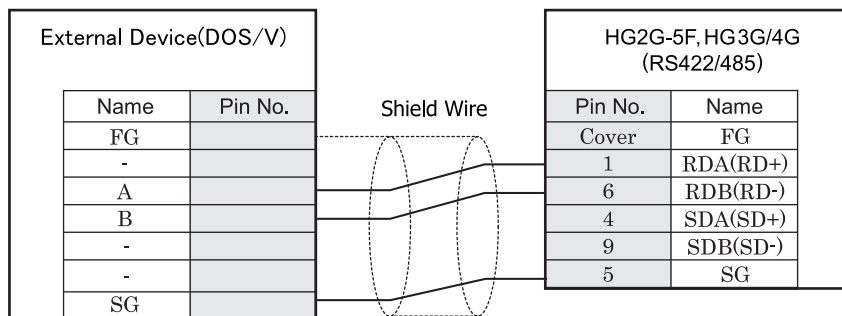 External Device(DOS/V)
Name Pin No.
FG
-
A
B
-
-
SG
Shield Wire
HG2G-5F, HG3G/4G
(RS422/485)
Pin No. Name
Cover FG
1 RDA(RD+)
6 RDB(RD-)
4 SDA(SD+)
9 SDB(SD-)
5 SG